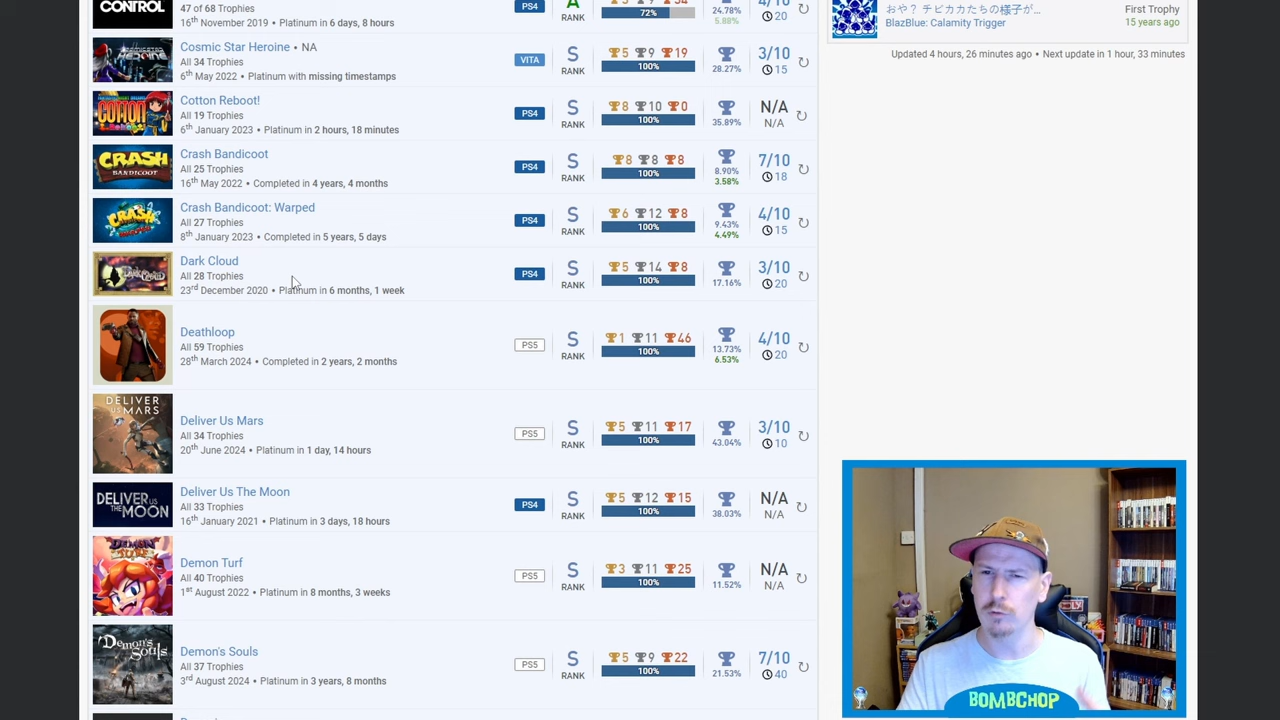 CONTROL
47 of 68 Trophies
16th November 2019 • Platinum in 6 days, 8 hours
PS4
RANK
72%
24.78%
5.88%
20
おや？ チビカカたちの様子が…
BlazBlue: Calamity Trigger
First Trophy
15 years ago
Updated 4 hours, 26 minutes ago • Next update in 1 hour, 33 minutes
Cosmic Star Heroine • NA
All 34 Trophies
6th May 2022 • Platinum with missing timestamps
VITA
S
RANK
5 9 19
100%
28.27%
3/10
15
COTTON
Cotton Reboot!
All 19 Trophies
6th January 2023 • Platinum in 2 hours, 18 minutes
PS4
S
RANK
8 10 0
100%
35.89%
N/A
N/A
CRASH
BANDICOOT
Crash Bandicoot
All 25 Trophies
16th May 2022 • Completed in 4 years, 4 months
PS4
S
RANK
8 8 8
100%
8.90%
3.58%
7/10
18
CRASH
Crash Bandicoot: Warped
All 27 Trophies
8th January 2023 • Completed in 5 years, 5 days
PS4
S
RANK
6 12 8
100%
9.43%
4.49%
4/10
15
Dark Cloud
All 28 Trophies
23rd December 2020 • Platinum in 6 months, 1 week
PS4
S
RANK
5 14 8
100%
17.16%
3/10
20
Deathloop
All 59 Trophies
28th March 2024 • Completed in 2 years, 2 months
PS5
S
RANK
1 11 46
100%
13.73%
6.53%
4/10
20
DELIVER
US MARS
Deliver Us Mars
All 34 Trophies
20th June 2024 • Platinum in 1 day, 14 hours
PS5
S
RANK
5 11 17
100%
43.04%
3/10
10
DELIVER US
THE MOON
Deliver Us The Moon
All 33 Trophies
16th January 2021 • Platinum in 3 days, 18 hours
PS4
S
RANK
5 12 15
100%
38.03%
N/A
N/A
DEMON
TURF
Demon Turf
All 40 Trophies
1st August 2022 • Platinum in 8 months, 3 weeks
PS5
S
RANK
3 11 25
100%
11.52%
N/A
N/A
Demon's
Souls
Demon's Souls
All 37 Trophies
3rd August 2024 • Platinum in 3 years, 8 months
PS5
S
RANK
5 9 22
100%
21.53%
7/10
40
BOMBCHOP